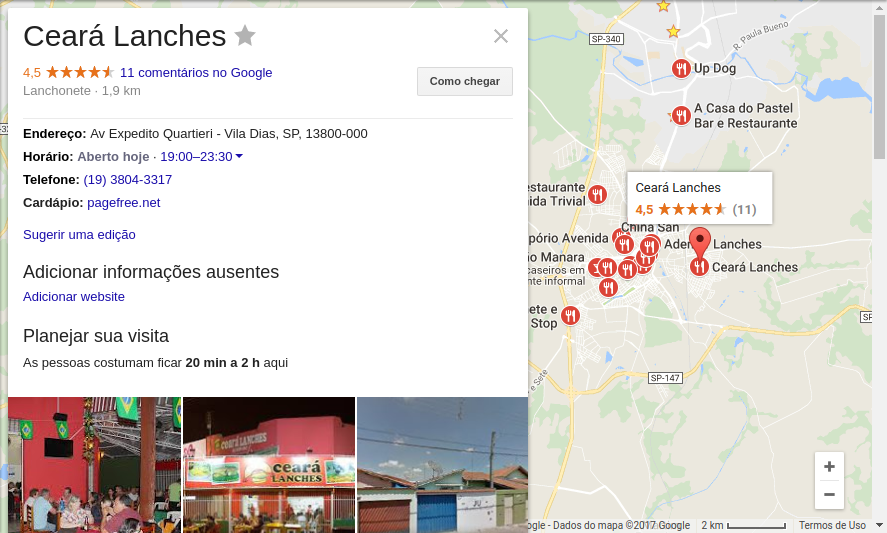 Ceará Lanches
4,5 11 comentários no Google
Lanchonete · 1,9 km
Como chegar
Endereço: Av Expedito Quartieri - Vila Dias, SP, 13800-000
Horário: Aberto hoje · 19:00–23:30
Telefone: (19) 3804-3317
Cardápio: pagefree.net
Sugerir uma edição
Adicionar informações ausentes
Adicionar website
Planejar sua visita
As pessoas costumam ficar 20 min a 2 h aqui
CEARÁ LANCHES
ceará
LANCHES
SP-340
R. Paula Bueno
Up Dog
A Casa do Pastel
Bar e Restaurante
Ceará Lanches
4,5 (11)
estaurante
ida Trivial
China San
pório Avenida
Ademi Lanches
ão Manara
caseiros em
nte informal
Ceará Lanches
ete e
Stop
SP
SP-147
e Sete
ogle - Dados do mapa ©2017 Google
2 km
Termos de Uso